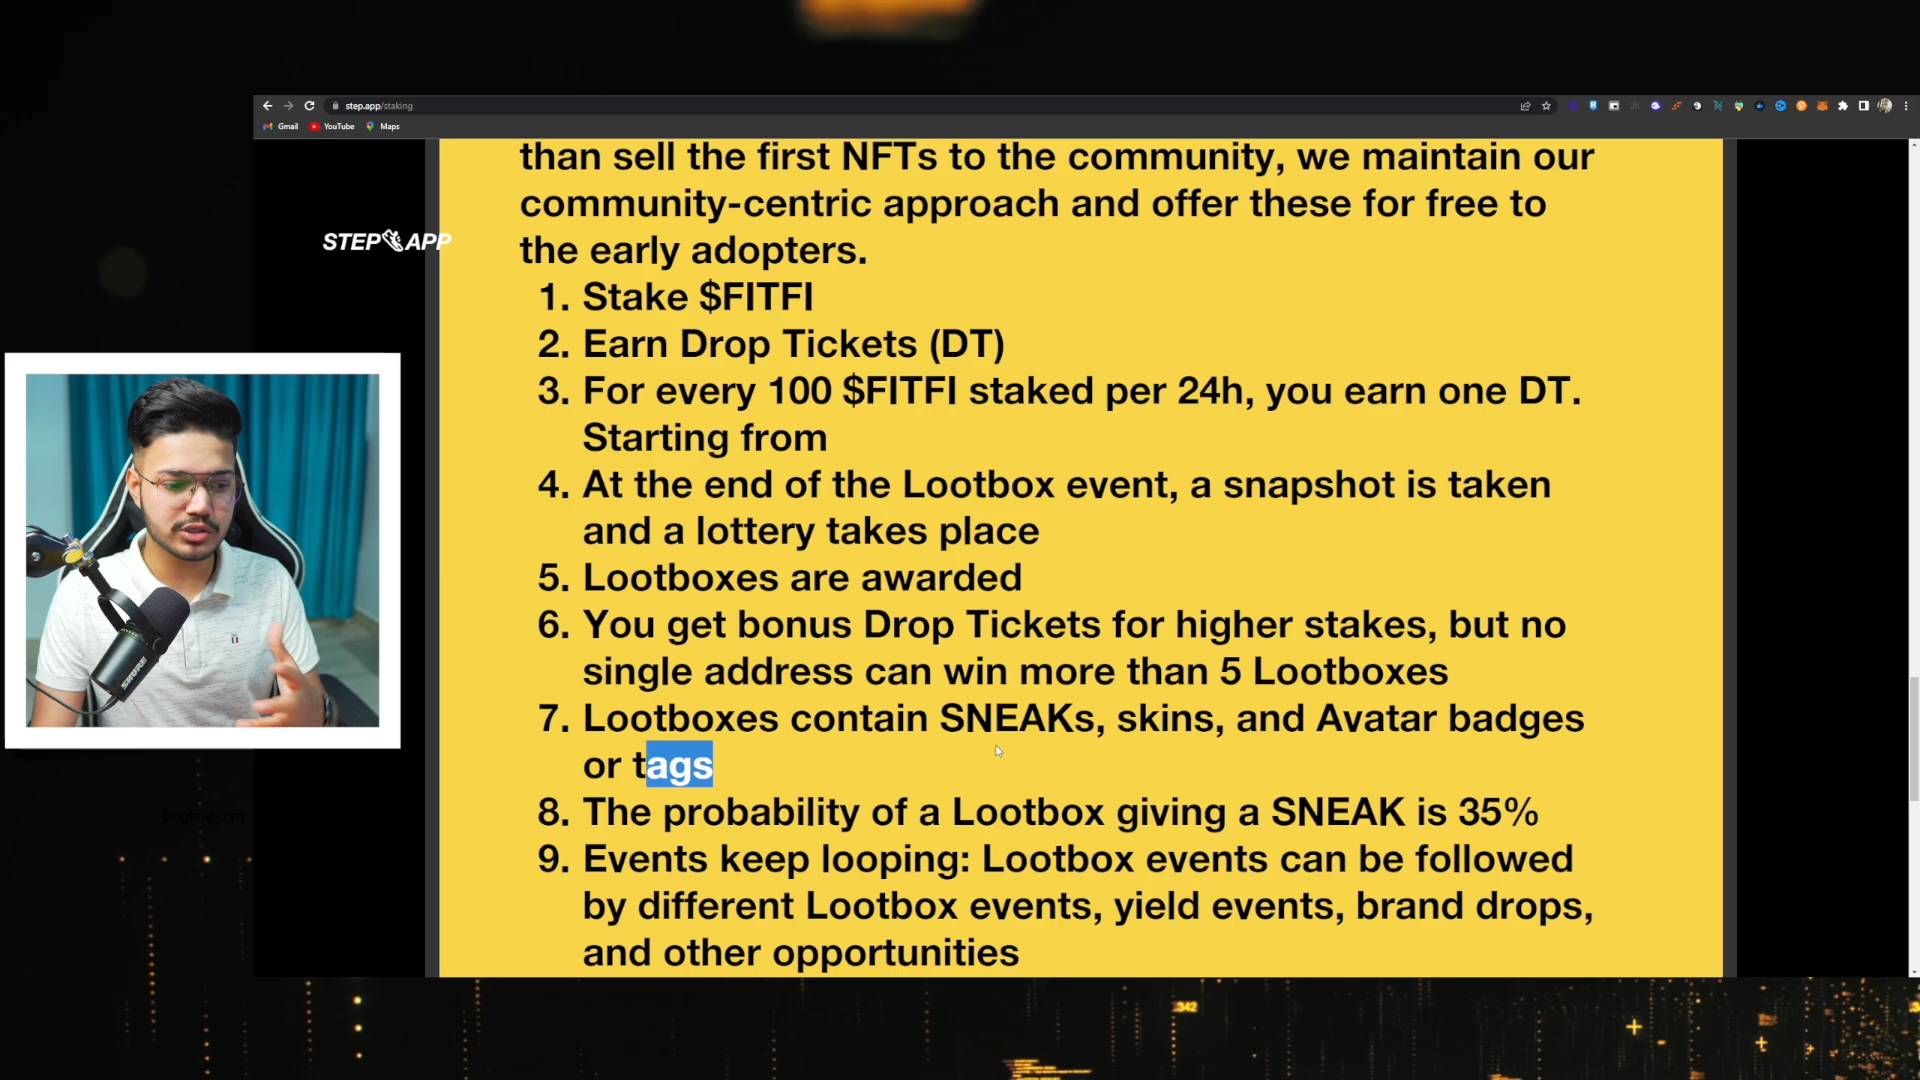 step.app/staking
Gmail YouTube Maps
than sell the first NFTs to the community, we maintain our
community-centric approach and offer these for free to
the early adopters.
STEP APP
1. Stake $FITFI
2. Earn Drop Tickets (DT)
3. For every 100 $FITFI staked per 24h, you earn one DT.
Starting from
4. At the end of the Lootbox event, a snapshot is taken
and a lottery takes place
5. Lootboxes are awarded
6. You get bonus Drop Tickets for higher stakes, but no
single address can win more than 5 Lootboxes
7. Lootboxes contain SNEAKs, skins, and Avatar badges
or tags
8. The probability of a Lootbox giving a SNEAK is 35%
9. Events keep looping: Lootbox events can be followed
by different Lootbox events, yield events, brand drops,
and other opportunities
SHURE
pngtree.com
342